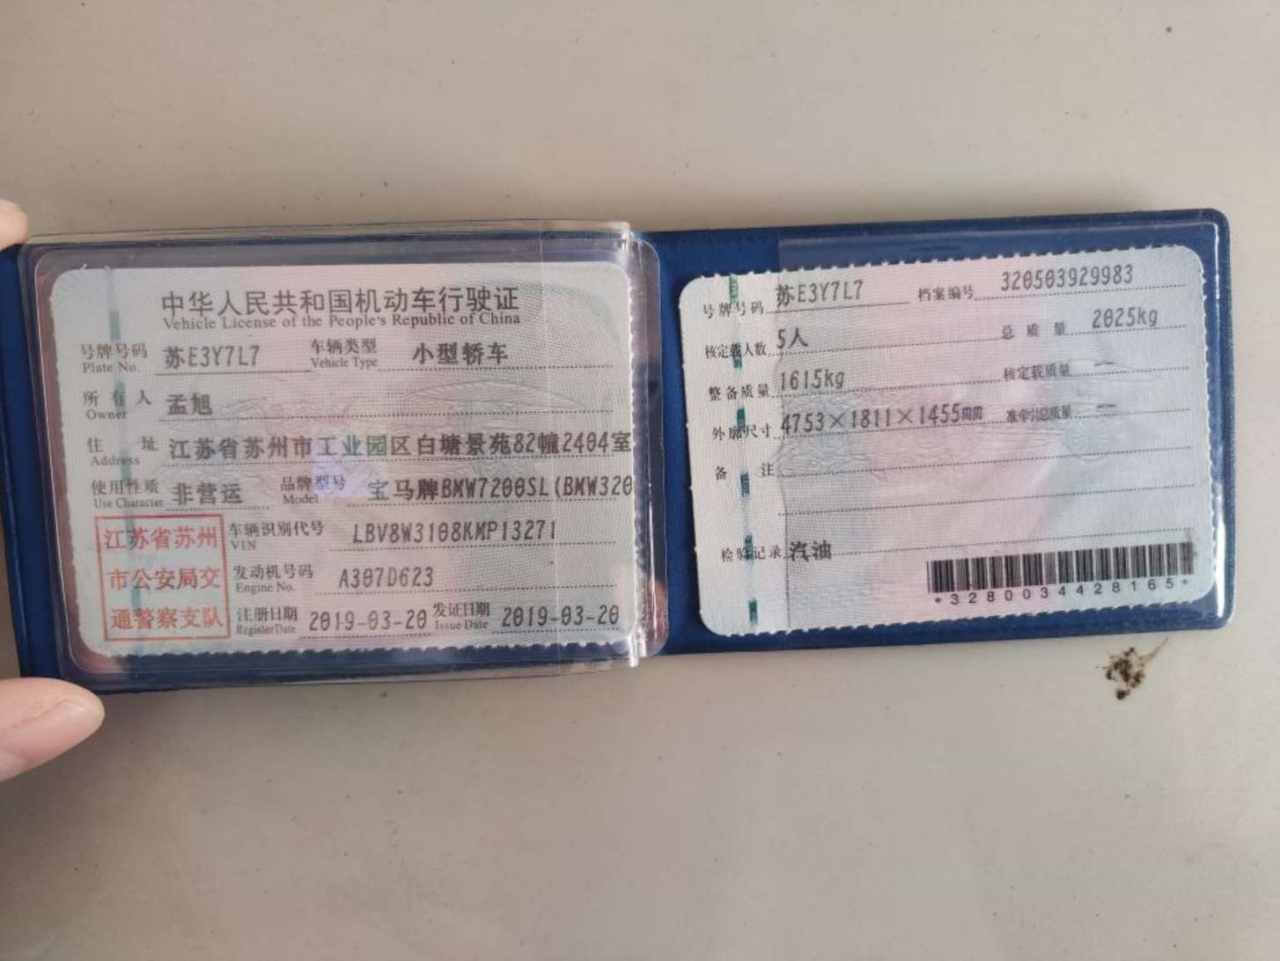 中华人民共和国机动车行驶证
Vehicle License of the People's Republic of China
号牌号码 苏E3Y7L7 车辆类型 小型轿车
Plate No. Vehicle Type
所有人 孟旭
Owner
住址 江苏省苏州市工业园区白塘景苑82幢2404室
Address
使用性质 非营运 品牌型号 宝马牌BMW7200SL(BMW320
Use Character Model
江苏省苏州
市公安局交
通警察支队
车辆识别代号 LBV8W3108KMP13271
VIN
发动机号码 A307D623
Engine No.
注册日期 2019-03-20 发证日期 2019-03-20
Register Date Issue Date
号牌号码 苏E3Y7L7 档案编号 320503929983
核定载人数 5人 总质量 2025kg
整备质量 1615kg 核定载质量 --
外廓尺寸 4753×1811×1455mm 准牵引总质量 --
备注
检验记录 汽油
*3280034428165*